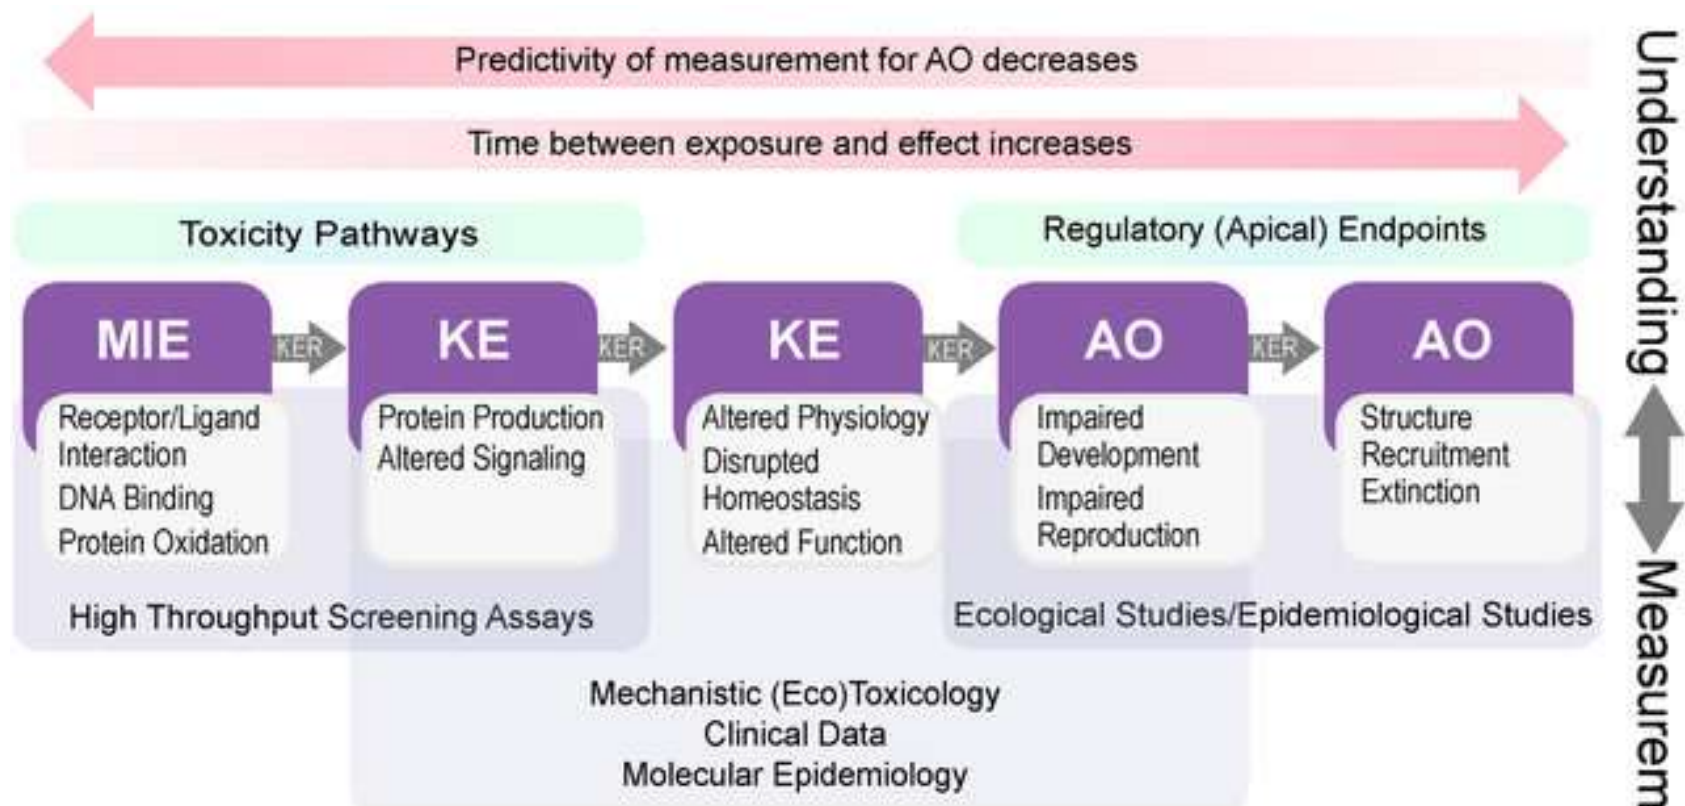 Predictivity of measurement for AO decreases
Time between exposure and effect increases
Toxicity Pathways
Regulatory (Apical) Endpoints
MIE
KER
KE
KER
KE
KER
AO
KER
AO
Receptor/Ligand
Interaction
DNA Binding
Protein Oxidation
Protein Production
Altered Signaling
Altered Physiology
Disrupted
Homeostasis
Altered Function
Impaired
Development
Impaired
Reproduction
Structure
Recruitment
Extinction
High Throughput Screening Assays
Ecological Studies/Epidemiological Studies
Mechanistic (Eco)Toxicology
Clinical Data
Molecular Epidemiology
Understanding
Measurem